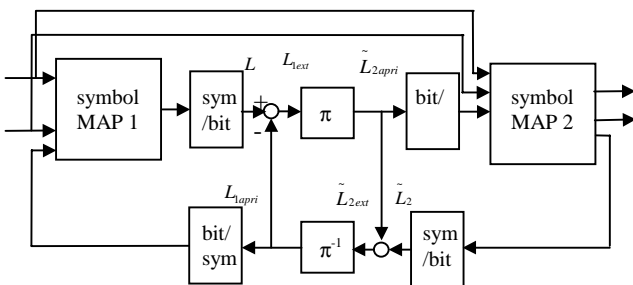 L
L1ext
L̃2apri
symbol
MAP 1
sym
/bit
+
-
π
bit/
symbol
MAP 2
L1apri
L̃2ext
L̃2
bit/
sym
π-1
sym
/bit